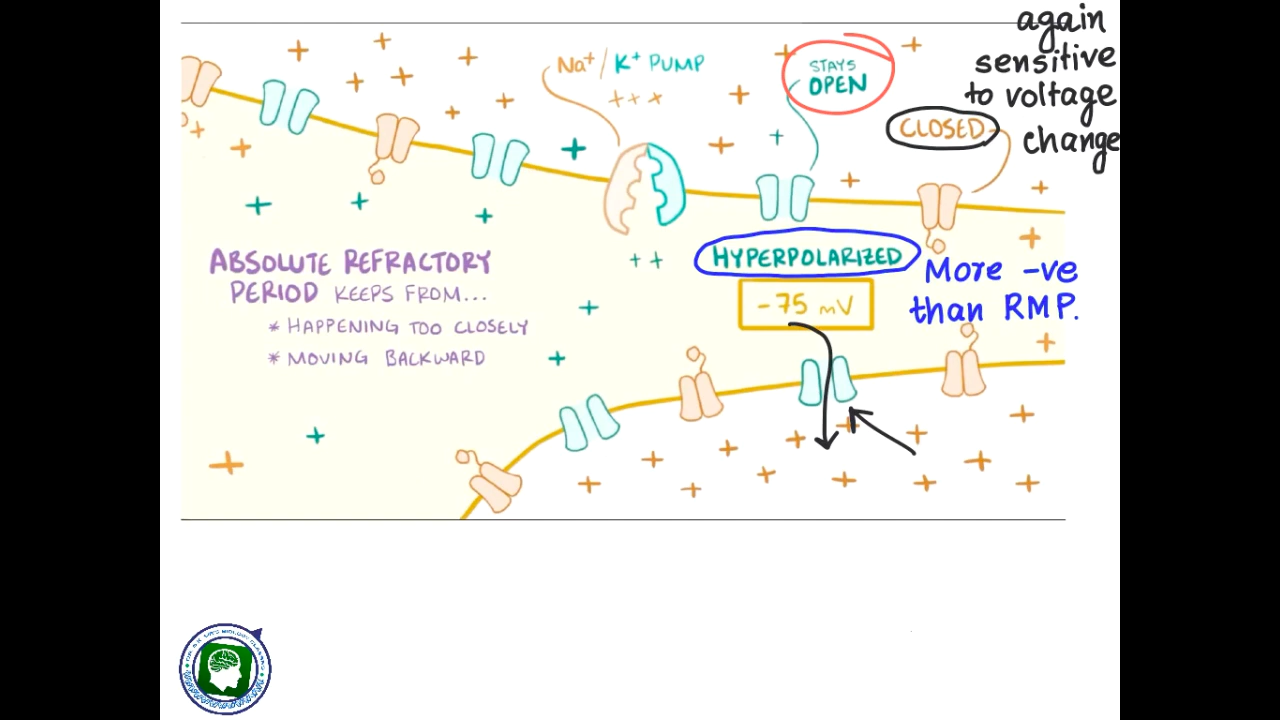 again
sensitive
to voltage
change
Na⁺/K⁺ PUMP
STAYS
OPEN
CLOSED
HYPERPOLARIZED
-75 mV
More -ve
than RMP.
ABSOLUTE REFRACTORY
PERIOD KEEPS FROM...
* HAPPENING TOO CLOSELY
* MOVING BACKWARD